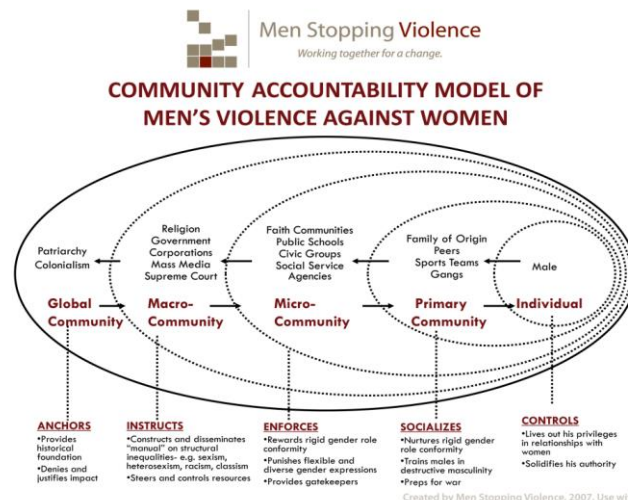 Men Stopping Violence
Working together for a change.
COMMUNITY ACCOUNTABILITY MODEL OF
MEN'S VIOLENCE AGAINST WOMEN
Patriarchy
Colonialism
Religion
Government
Corporations
Mass Media
Supreme Court
Faith Communities
Public Schools
Civic Groups
Social Service
Agencies
Family of Origin
Peers
Sports Teams
Gangs
Male
Global
Community
Macro-
Community
Micro-
Community
Primary
Community
Individual
ANCHORS
•Provides
historical
foundation
•Denies and
justifies impact
INSTRUCTS
•Constructs and disseminates
"manual" on structural
inequalities- e.g. sexism,
heterosexism, racism, classism
•Steers and controls resources
ENFORCES
•Rewards rigid gender role
conformity
•Punishes flexible and
diverse gender expressions
•Provides gatekeepers
SOCIALIZES
•Nurtures rigid gender
role conformity
•Trains males in
destructive masculinity
•Preps for war
CONTROLS
•Lives out his privileges
in relationships with
women
•Solidifies his authority
Created by Men Stopping Violence, 2007. Use wi